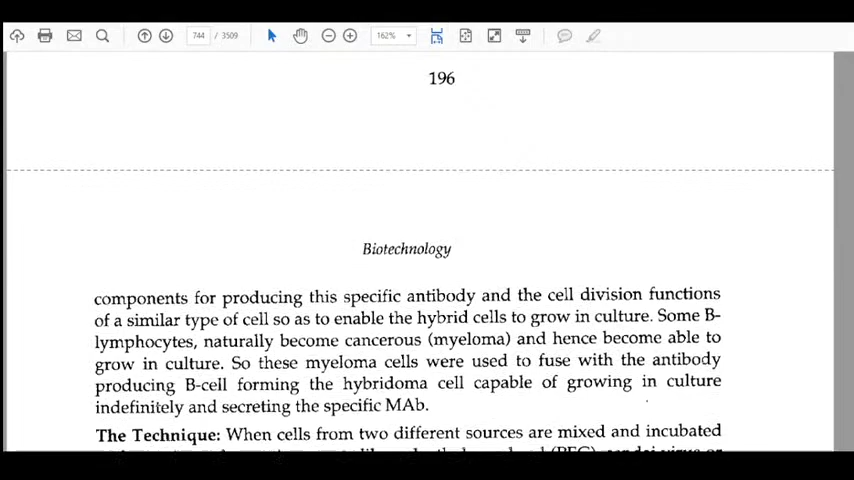 744 / 3509
162%
196
Biotechnology
components for producing this specific antibody and the cell division functions
of a similar type of cell so as to enable the hybrid cells to grow in culture. Some B-
lymphocytes, naturally become cancerous (myeloma) and hence become able to
grow in culture. So these myeloma cells were used to fuse with the antibody
producing B-cell forming the hybridoma cell capable of growing in culture
indefinitely and secreting the specific MAb.
The Technique: When cells from two different sources are mixed and incubated
(PEG), sendai virus or